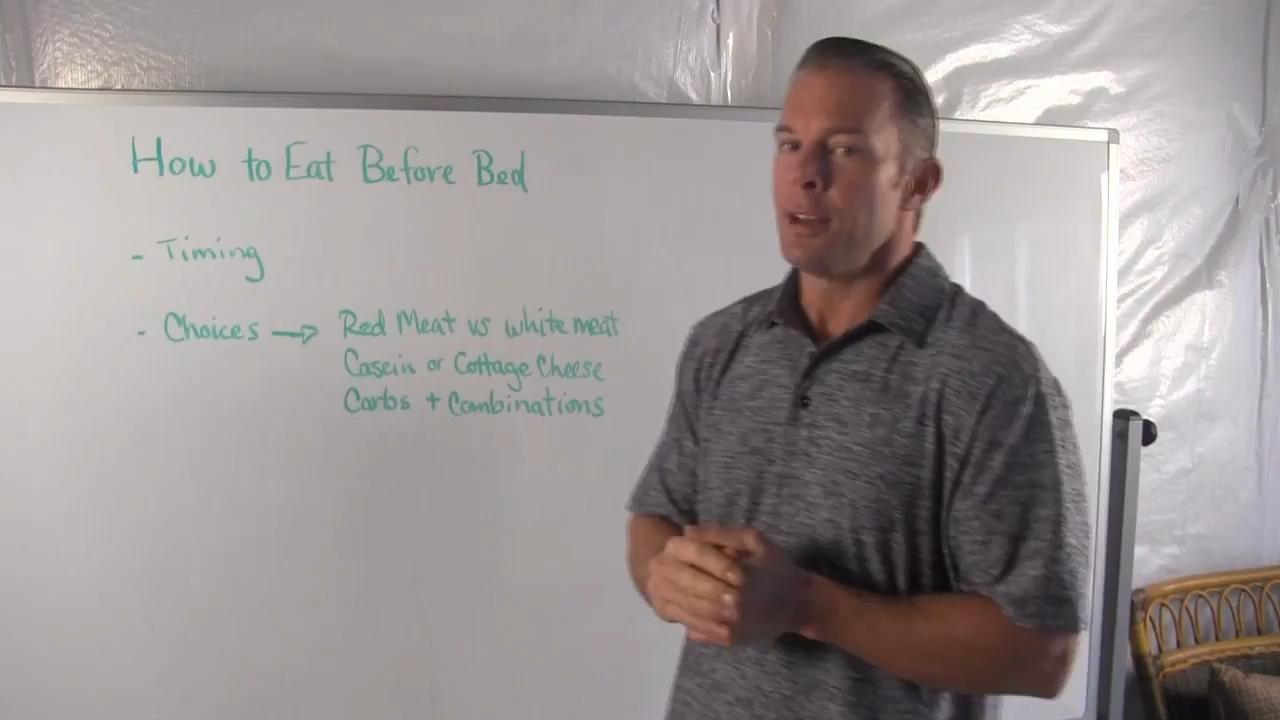 How to Eat Before Bed
- Timing
- Choices → Red Meat vs white meat
Casein or Cottage Cheese
Carbs + Combinations